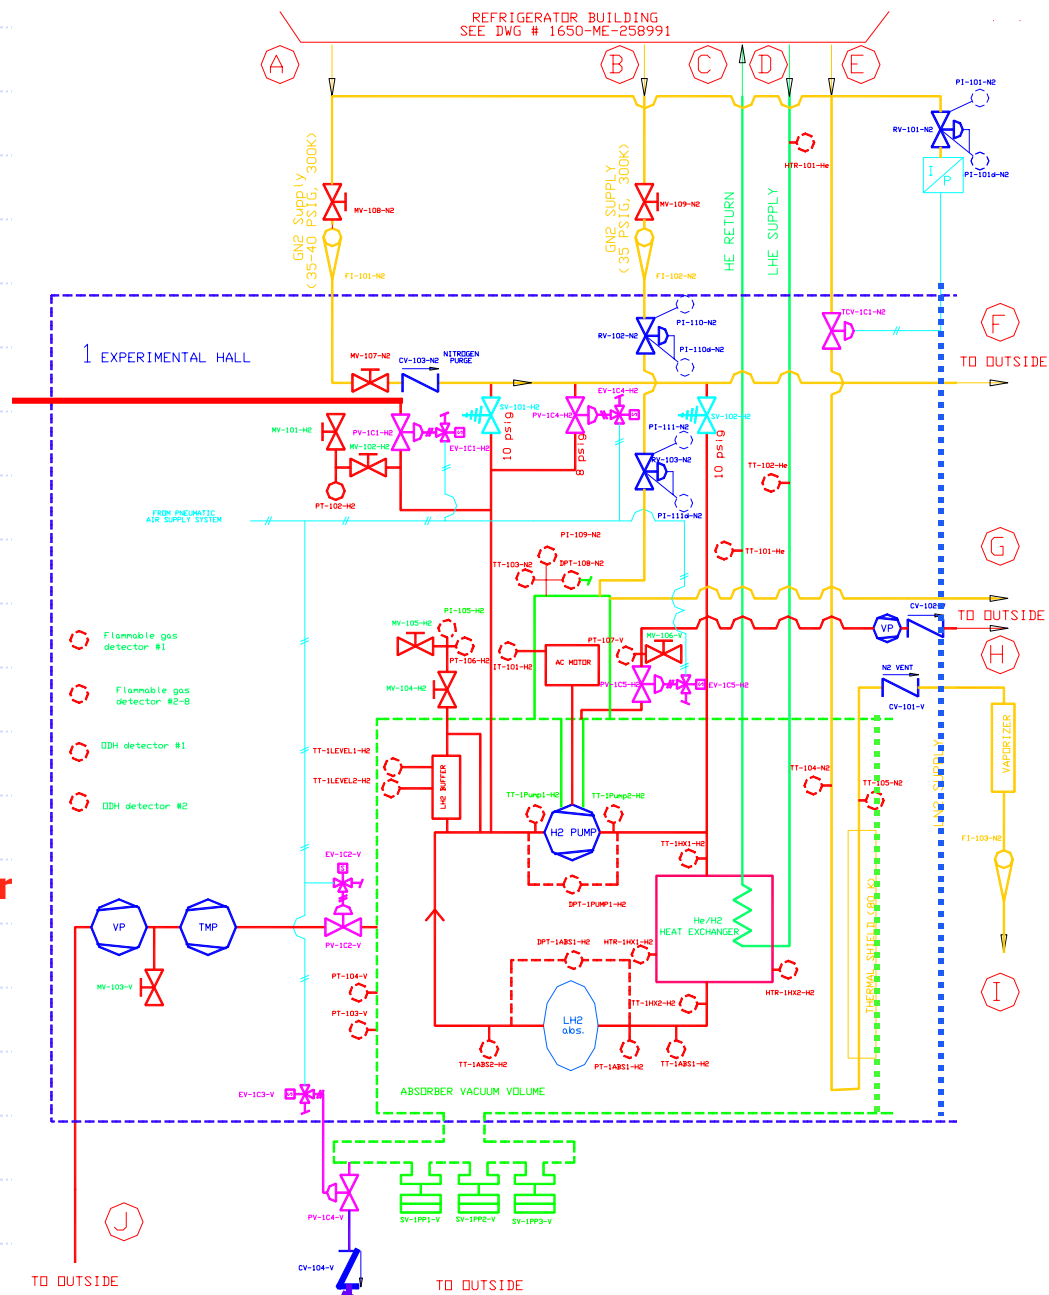 REFRIGERATOR BUILDING
SEE DWG # 1650-ME-258991
A
B
C
D
E
PI-101-N2
RV-101-N2
PI-101d-N2
I/P
HTR-101-He
GN2 Supply
(35-40 PSIG, 300K)
MV-108-N2
FI-101-N2
GN2 SUPPLY
(35 PSIG, 300K)
MV-109-N2
FI-102-N2
HE RETURN
LHE SUPPLY
TCV-1C1-N2
F
TO OUTSIDE
PI-110-N2
RV-102-N2
PI-110d-N2
1 EXPERIMENTAL HALL
MV-107-N2
CV-103-N2
NITROGEN
PURGE
SV-101-H2
10 psig
EV-1C4-H2
PV-1C4-H2
8 psig
SV-102-H2
10 psig
MV-101-H2
MV-102-H2
PV-1C1-H2
EV-1C1-H2
PT-102-H2
PI-111-N2
RV-103-N2
PI-111d-N2
TT-102-He
FROM PNEUMATIC
AIR SUPPLY SYSTEM
TT-101-He
G
PI-109-N2
TT-103-N2
DPT-108-N2
TO OUTSIDE
CV-102
VP
H
PI-105-H2
MV-105-H2
PT-106-H2
MV-104-H2
IT-101-H2
AC MOTOR
PT-107-V
MV-106-V
PV-1C5-H2
EV-1C5-H2
N2 VENT
CV-101-V
VAPORIZER
LN2 SUPPLY
Flammable gas
detector #1
Flammable gas
detector #2-8
ODH detector #1
ODH detector #2
TT-1LEVEL1-H2
TT-1LEVEL2-H2
LH2 BUFFER
TT-1Pump1-H2
TT-1Pump2-H2
H2 PUMP
TT-104-N2
TT-105-N2
FI-103-N2
TT-1HX1-H2
EV-1C2-V
DPT-1PUMP1-H2
He/H2
HEAT EXCHANGER
THERMAL SHIELD (80 K)
r
VP
TMP
PV-1C2-V
DPT-1ABS1-H2
HTR-1HX1-H2
HTR-1HX2-H2
MV-103-V
PT-104-V
PT-103-V
TT-1HX2-H2
I
LH2
abs.
TT-1ABS2-H2
PT-1ABS1-H2
TT-1ABS1-H2
EV-1C3-V
ABSORBER VACUUM VOLUME
PV-1C4-V
SV-1PP1-V
SV-1PP2-V
SV-1PP3-V
J
CV-104-V
TO OUTSIDE
TO OUTSIDE